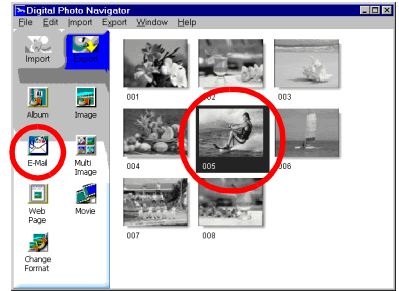 Digital Photo Navigator
File Edit Import Export Window Help
Import Export
001 002 003
Album Image
E-Mail Multi Image
004 005 006
Web Page Movie
007 008
Change Format